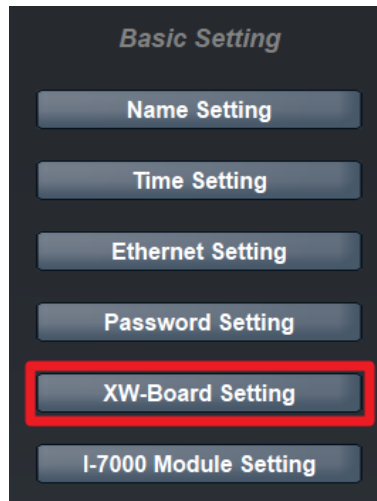 Basic Setting
Name Setting
Time Setting
Ethernet Setting
Password Setting
XW-Board Setting
I-7000 Module Setting